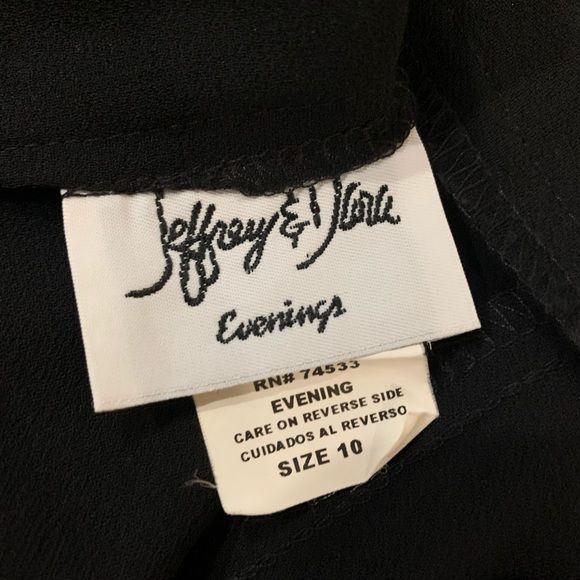 Jeffrey & Dara
Evenings
RN# 74533
EVENING
CARE ON REVERSE SIDE
CUIDADOS AL REVERSO
SIZE 10